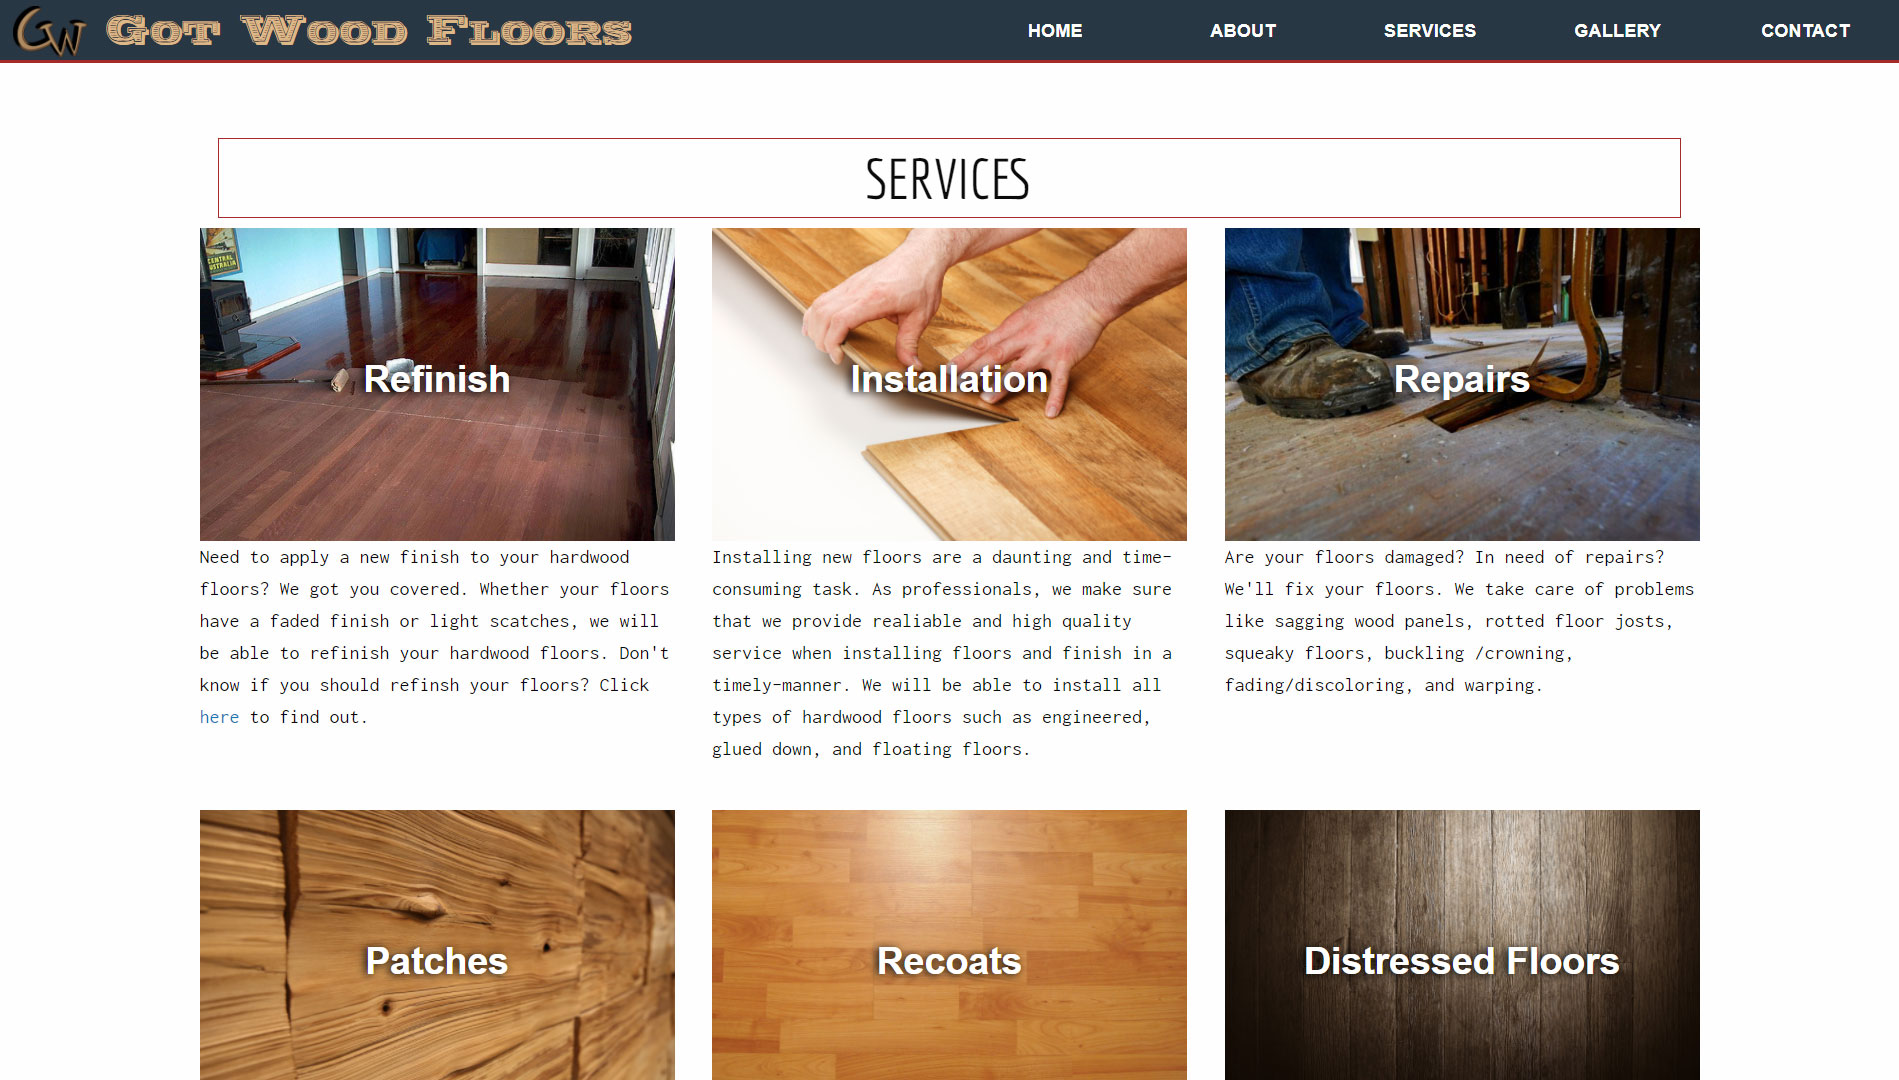 GW Got Wood Floors HOME ABOUT SERVICES GALLERY CONTACT
SERVICES
CENTRAL
AUSTRALIA
Refinish
Need to apply a new finish to your hardwood
floors? We got you covered. Whether your floors
have a faded finish or light scatches, we will
be able to refinish your hardwood floors. Don't
know if you should refinsh your floors? Click
here to find out.
Installation
Installing new floors are a daunting and time-
consuming task. As professionals, we make sure
that we provide realiable and high quality
service when installing floors and finish in a
timely-manner. We will be able to install all
types of hardwood floors such as engineered,
glued down, and floating floors.
Repairs
Are your floors damaged? In need of repairs?
We'll fix your floors. We take care of problems
like sagging wood panels, rotted floor josts,
squeaky floors, buckling /crowning,
fading/discoloring, and warping.
Patches
Recoats
Distressed Floors